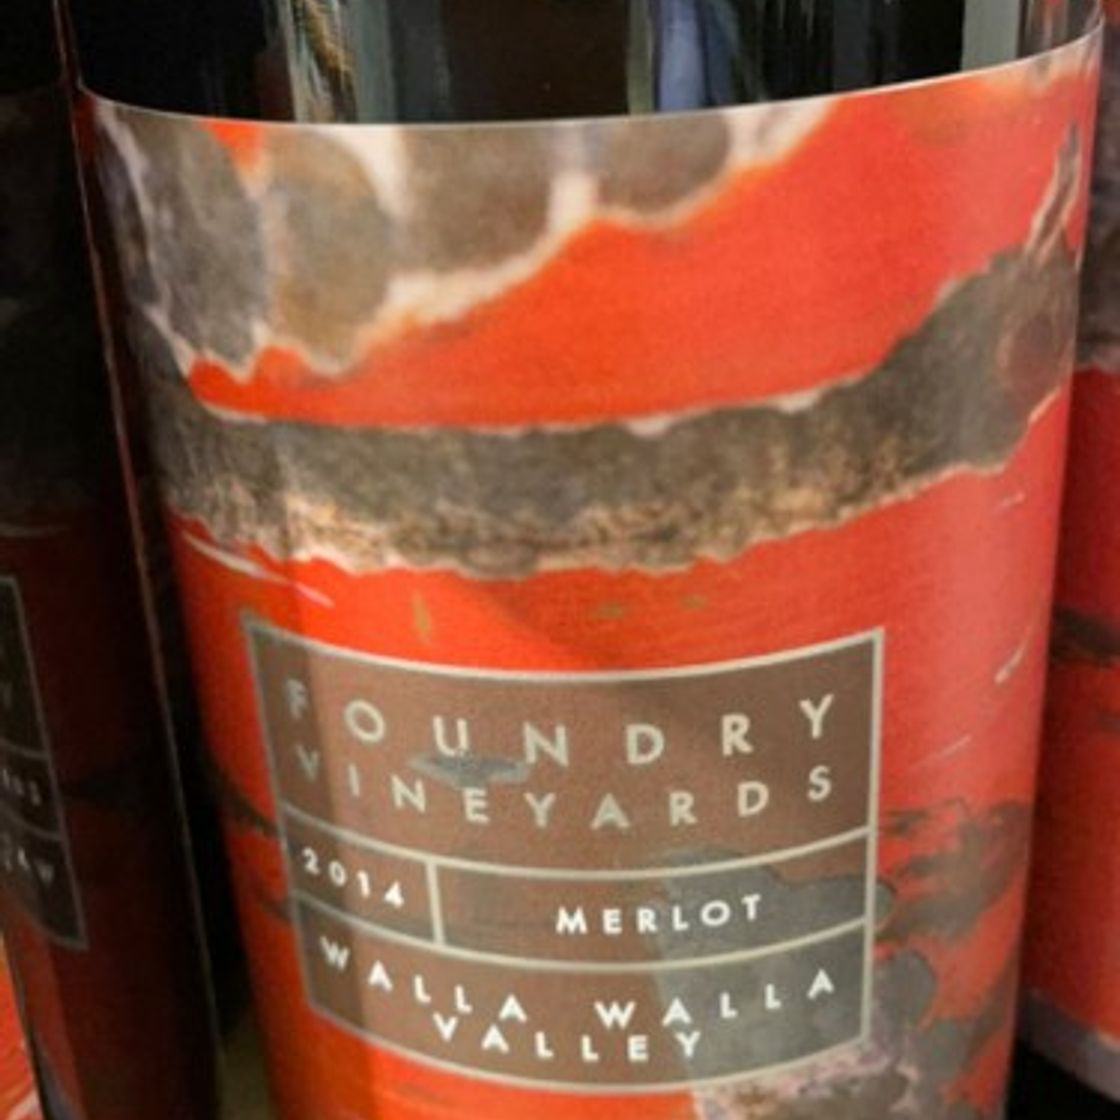 FOUNDRY
VINEYARDS
2014 MERLOT
WALLA WALLA
VALLEY